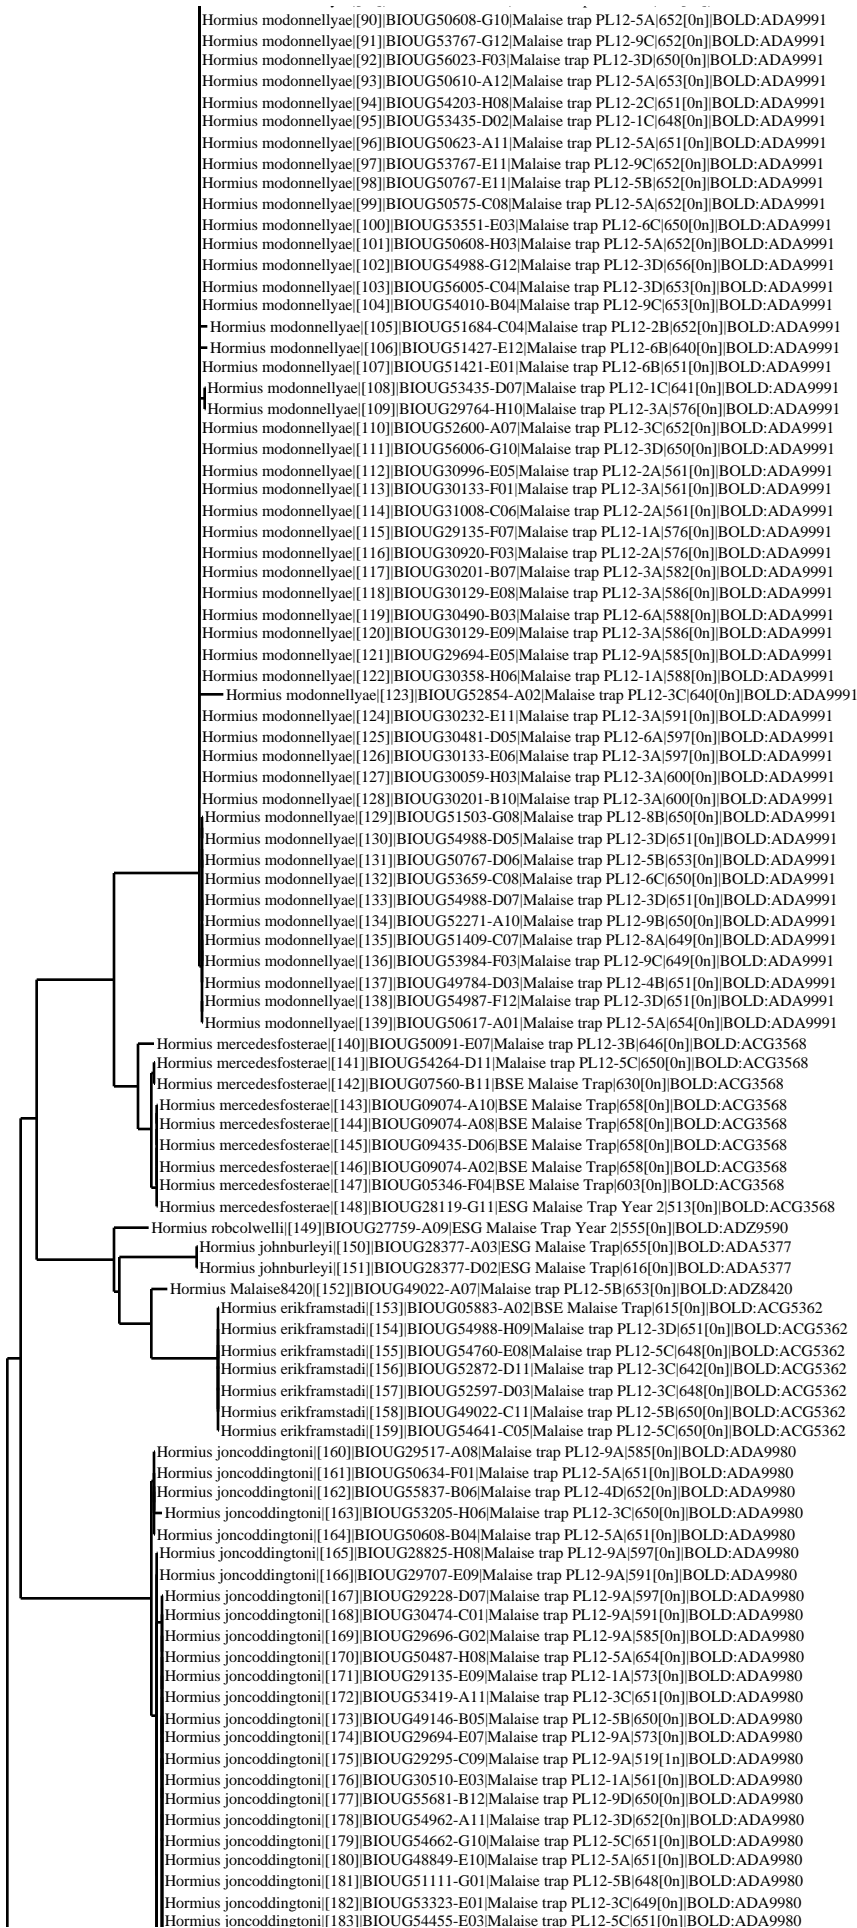 Hormius modonnellyae|[90]|BIOUG50608-G10|Malaise trap PL12-5A|652[0n]|BOLD:ADA9991
Hormius modonnellyae|[91]|BIOUG53767-G12|Malaise trap PL12-9C|652[0n]|BOLD:ADA9991
Hormius modonnellyae|[92]|BIOUG56023-F03|Malaise trap PL12-3D|650[0n]|BOLD:ADA9991
Hormius modonnellyae|[93]|BIOUG50610-A12|Malaise trap PL12-5A|653[0n]|BOLD:ADA9991
Hormius modonnellyae|[94]|BIOUG54203-H08|Malaise trap PL12-2C|651[0n]|BOLD:ADA9991
Hormius modonnellyae|[95]|BIOUG53435-D02|Malaise trap PL12-1C|648[0n]|BOLD:ADA9991
Hormius modonnellyae|[96]|BIOUG50623-A11|Malaise trap PL12-5A|651[0n]|BOLD:ADA9991
Hormius modonnellyae|[97]|BIOUG53767-E11|Malaise trap PL12-9C|652[0n]|BOLD:ADA9991
Hormius modonnellyae|[98]|BIOUG50767-E11|Malaise trap PL12-5B|652[0n]|BOLD:ADA9991
Hormius modonnellyae|[99]|BIOUG50575-C08|Malaise trap PL12-5A|652[0n]|BOLD:ADA9991
Hormius modonnellyae|[100]|BIOUG53551-E03|Malaise trap PL12-6C|650[0n]|BOLD:ADA9991
Hormius modonnellyae|[101]|BIOUG50608-H03|Malaise trap PL12-5A|652[0n]|BOLD:ADA9991
Hormius modonnellyae|[102]|BIOUG54988-G12|Malaise trap PL12-3D|656[0n]|BOLD:ADA9991
Hormius modonnellyae|[103]|BIOUG56005-C04|Malaise trap PL12-3D|653[0n]|BOLD:ADA9991
Hormius modonnellyae|[104]|BIOUG54010-B04|Malaise trap PL12-9C|653[0n]|BOLD:ADA9991
Hormius modonnellyae|[105]|BIOUG51684-C04|Malaise trap PL12-2B|652[0n]|BOLD:ADA9991
Hormius modonnellyae|[106]|BIOUG51427-E12|Malaise trap PL12-6B|640[0n]|BOLD:ADA9991
Hormius modonnellyae|[107]|BIOUG51421-E01|Malaise trap PL12-6B|651[0n]|BOLD:ADA9991
Hormius modonnellyae|[108]|BIOUG53435-D07|Malaise trap PL12-1C|641[0n]|BOLD:ADA9991
Hormius modonnellyae|[109]|BIOUG29764-H10|Malaise trap PL12-3A|576[0n]|BOLD:ADA9991
Hormius modonnellyae|[110]|BIOUG52600-A07|Malaise trap PL12-3C|652[0n]|BOLD:ADA9991
Hormius modonnellyae|[111]|BIOUG56006-G10|Malaise trap PL12-3D|650[0n]|BOLD:ADA9991
Hormius modonnellyae|[112]|BIOUG30996-E05|Malaise trap PL12-2A|561[0n]|BOLD:ADA9991
Hormius modonnellyae|[113]|BIOUG30133-F01|Malaise trap PL12-3A|561[0n]|BOLD:ADA9991
Hormius modonnellyae|[114]|BIOUG31008-C06|Malaise trap PL12-2A|561[0n]|BOLD:ADA9991
Hormius modonnellyae|[115]|BIOUG29135-F07|Malaise trap PL12-1A|576[0n]|BOLD:ADA9991
Hormius modonnellyae|[116]|BIOUG30920-F03|Malaise trap PL12-2A|576[0n]|BOLD:ADA9991
Hormius modonnellyae|[117]|BIOUG30201-B07|Malaise trap PL12-3A|582[0n]|BOLD:ADA9991
Hormius modonnellyae|[118]|BIOUG30129-E08|Malaise trap PL12-3A|586[0n]|BOLD:ADA9991
Hormius modonnellyae|[119]|BIOUG30490-B03|Malaise trap PL12-6A|588[0n]|BOLD:ADA9991
Hormius modonnellyae|[120]|BIOUG30129-E09|Malaise trap PL12-3A|586[0n]|BOLD:ADA9991
Hormius modonnellyae|[121]|BIOUG29694-E05|Malaise trap PL12-9A|585[0n]|BOLD:ADA9991
Hormius modonnellyae|[122]|BIOUG30358-H06|Malaise trap PL12-1A|588[0n]|BOLD:ADA9991
Hormius modonnellyae|[123]|BIOUG52854-A02|Malaise trap PL12-3C|640[0n]|BOLD:ADA9991
Hormius modonnellyae|[124]|BIOUG30232-E11|Malaise trap PL12-3A|591[0n]|BOLD:ADA9991
Hormius modonnellyae|[125]|BIOUG30481-D05|Malaise trap PL12-6A|597[0n]|BOLD:ADA9991
Hormius modonnellyae|[126]|BIOUG30133-E06|Malaise trap PL12-3A|597[0n]|BOLD:ADA9991
Hormius modonnellyae|[127]|BIOUG30059-H03|Malaise trap PL12-3A|600[0n]|BOLD:ADA9991
Hormius modonnellyae|[128]|BIOUG30201-B10|Malaise trap PL12-3A|600[0n]|BOLD:ADA9991
Hormius modonnellyae|[129]|BIOUG51503-G08|Malaise trap PL12-8B|650[0n]|BOLD:ADA9991
Hormius modonnellyae|[130]|BIOUG54988-D05|Malaise trap PL12-3D|651[0n]|BOLD:ADA9991
Hormius modonnellyae|[131]|BIOUG50767-D06|Malaise trap PL12-5B|653[0n]|BOLD:ADA9991
Hormius modonnellyae|[132]|BIOUG53659-C08|Malaise trap PL12-6C|650[0n]|BOLD:ADA9991
Hormius modonnellyae|[133]|BIOUG54988-D07|Malaise trap PL12-3D|651[0n]|BOLD:ADA9991
Hormius modonnellyae|[134]|BIOUG52271-A10|Malaise trap PL12-9B|650[0n]|BOLD:ADA9991
Hormius modonnellyae|[135]|BIOUG51409-C07|Malaise trap PL12-8A|649[0n]|BOLD:ADA9991
Hormius modonnellyae|[136]|BIOUG53984-F03|Malaise trap PL12-9C|649[0n]|BOLD:ADA9991
Hormius modonnellyae|[137]|BIOUG49784-D03|Malaise trap PL12-4B|651[0n]|BOLD:ADA9991
Hormius modonnellyae|[138]|BIOUG54987-F12|Malaise trap PL12-3D|651[0n]|BOLD:ADA9991
Hormius modonnellyae|[139]|BIOUG50617-A01|Malaise trap PL12-5A|654[0n]|BOLD:ADA9991
Hormius mercedesfosterae|[140]|BIOUG50091-E07|Malaise trap PL12-3B|646[0n]|BOLD:ACG3568
Hormius mercedesfosterae|[141]|BIOUG54264-D11|Malaise trap PL12-5C|650[0n]|BOLD:ACG3568
Hormius mercedesfosterae|[142]|BIOUG07560-B11|BSE Malaise Trap|630[0n]|BOLD:ACG3568
Hormius mercedesfosterae|[143]|BIOUG09074-A10|BSE Malaise Trap|658[0n]|BOLD:ACG3568
Hormius mercedesfosterae|[144]|BIOUG09074-A08|BSE Malaise Trap|658[0n]|BOLD:ACG3568
Hormius mercedesfosterae|[145]|BIOUG09435-D06|BSE Malaise Trap|658[0n]|BOLD:ACG3568
Hormius mercedesfosterae|[146]|BIOUG09074-A02|BSE Malaise Trap|658[0n]|BOLD:ACG3568
Hormius mercedesfosterae|[147]|BIOUG05346-F04|BSE Malaise Trap|603[0n]|BOLD:ACG3568
Hormius mercedesfosterae|[148]|BIOUG28119-G11|ESG Malaise Trap Year 2|513[0n]|BOLD:ACG3568
Hormius robcolwelli|[149]|BIOUG27759-A09|ESG Malaise Trap Year 2|555[0n]|BOLD:ADZ9590
Hormius johnburleyi|[150]|BIOUG28377-A03|ESG Malaise Trap|655[0n]|BOLD:ADA5377
Hormius johnburleyi|[151]|BIOUG28377-D02|ESG Malaise Trap|616[0n]|BOLD:ADA5377
Hormius Malaise8420|[152]|BIOUG49022-A07|Malaise trap PL12-5B|653[0n]|BOLD:ADZ8420
Hormius erikframstadi|[153]|BIOUG05883-A02|BSE Malaise Trap|615[0n]|BOLD:ACG5362
Hormius erikframstadi|[154]|BIOUG54988-H09|Malaise trap PL12-3D|651[0n]|BOLD:ACG5362
Hormius erikframstadi|[155]|BIOUG54760-E08|Malaise trap PL12-5C|648[0n]|BOLD:ACG5362
Hormius erikframstadi|[156]|BIOUG52872-D11|Malaise trap PL12-3C|642[0n]|BOLD:ACG5362
Hormius erikframstadi|[157]|BIOUG52597-D03|Malaise trap PL12-3C|648[0n]|BOLD:ACG5362
Hormius erikframstadi|[158]|BIOUG49022-C11|Malaise trap PL12-5B|650[0n]|BOLD:ACG5362
Hormius erikframstadi|[159]|BIOUG54641-C05|Malaise trap PL12-5C|650[0n]|BOLD:ACG5362
Hormius joncoddingtoni|[160]|BIOUG29517-A08|Malaise trap PL12-9A|585[0n]|BOLD:ADA9980
Hormius joncoddingtoni|[161]|BIOUG50634-F01|Malaise trap PL12-5A|651[0n]|BOLD:ADA9980
Hormius joncoddingtoni|[162]|BIOUG55837-B06|Malaise trap PL12-4D|652[0n]|BOLD:ADA9980
Hormius joncoddingtoni|[163]|BIOUG53205-H06|Malaise trap PL12-3C|650[0n]|BOLD:ADA9980
Hormius joncoddingtoni|[164]|BIOUG50608-B04|Malaise trap PL12-5A|651[0n]|BOLD:ADA9980
Hormius joncoddingtoni|[165]|BIOUG28825-H08|Malaise trap PL12-9A|597[0n]|BOLD:ADA9980
Hormius joncoddingtoni|[166]|BIOUG29707-E09|Malaise trap PL12-9A|591[0n]|BOLD:ADA9980
Hormius joncoddingtoni|[167]|BIOUG29228-D07|Malaise trap PL12-9A|597[0n]|BOLD:ADA9980
Hormius joncoddingtoni|[168]|BIOUG30474-C01|Malaise trap PL12-9A|591[0n]|BOLD:ADA9980
Hormius joncoddingtoni|[169]|BIOUG29696-G02|Malaise trap PL12-9A|585[0n]|BOLD:ADA9980
Hormius joncoddingtoni|[170]|BIOUG50487-H08|Malaise trap PL12-5A|654[0n]|BOLD:ADA9980
Hormius joncoddingtoni|[171]|BIOUG29135-E09|Malaise trap PL12-1A|573[0n]|BOLD:ADA9980
Hormius joncoddingtoni|[172]|BIOUG53419-A11|Malaise trap PL12-3C|651[0n]|BOLD:ADA9980
Hormius joncoddingtoni|[173]|BIOUG49146-B05|Malaise trap PL12-5B|650[0n]|BOLD:ADA9980
Hormius joncoddingtoni|[174]|BIOUG29694-E07|Malaise trap PL12-9A|573[0n]|BOLD:ADA9980
Hormius joncoddingtoni|[175]|BIOUG29295-C09|Malaise trap PL12-9A|519[1n]|BOLD:ADA9980
Hormius joncoddingtoni|[176]|BIOUG30510-E03|Malaise trap PL12-1A|561[0n]|BOLD:ADA9980
Hormius joncoddingtoni|[177]|BIOUG55681-B12|Malaise trap PL12-9D|650[0n]|BOLD:ADA9980
Hormius joncoddingtoni|[178]|BIOUG54962-A11|Malaise trap PL12-3D|652[0n]|BOLD:ADA9980
Hormius joncoddingtoni|[179]|BIOUG54662-G10|Malaise trap PL12-5C|651[0n]|BOLD:ADA9980
Hormius joncoddingtoni|[180]|BIOUG48849-E10|Malaise trap PL12-5A|651[0n]|BOLD:ADA9980
Hormius joncoddingtoni|[181]|BIOUG51111-G01|Malaise trap PL12-5B|648[0n]|BOLD:ADA9980
Hormius joncoddingtoni|[182]|BIOUG53323-E01|Malaise trap PL12-3C|649[0n]|BOLD:ADA9980
Hormius joncoddingtoni|[183]|BIOUG54455-E03|Malaise trap PL12-5C|651[0n]|BOLD:ADA9980